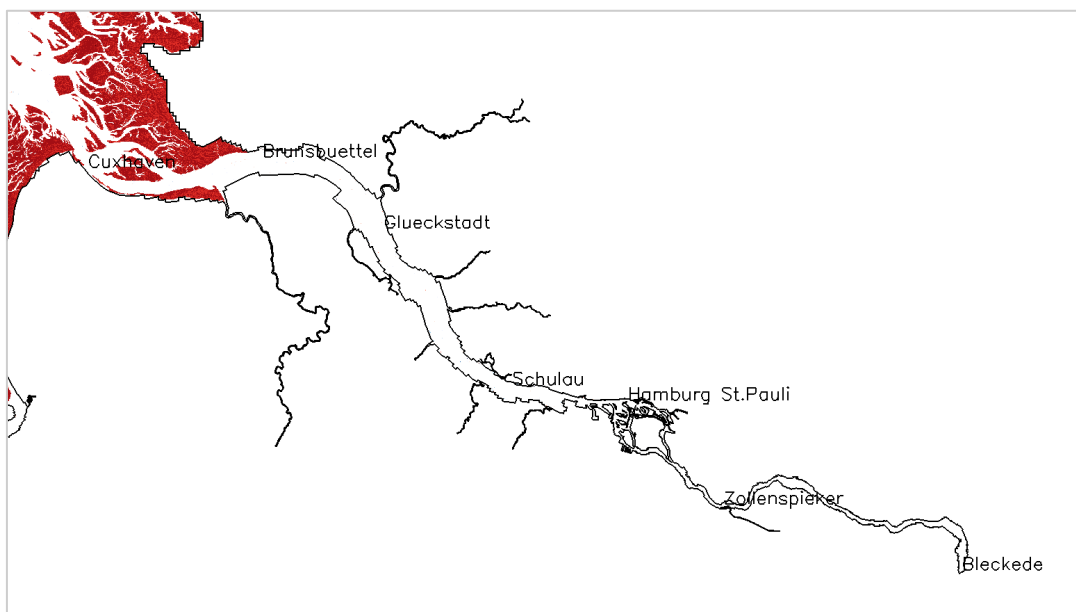 Brunsbuettel
Cuxhaven
Glueckstadt
Schulau
Hamburg St.Pauli
Zollenspieker
Bleckede